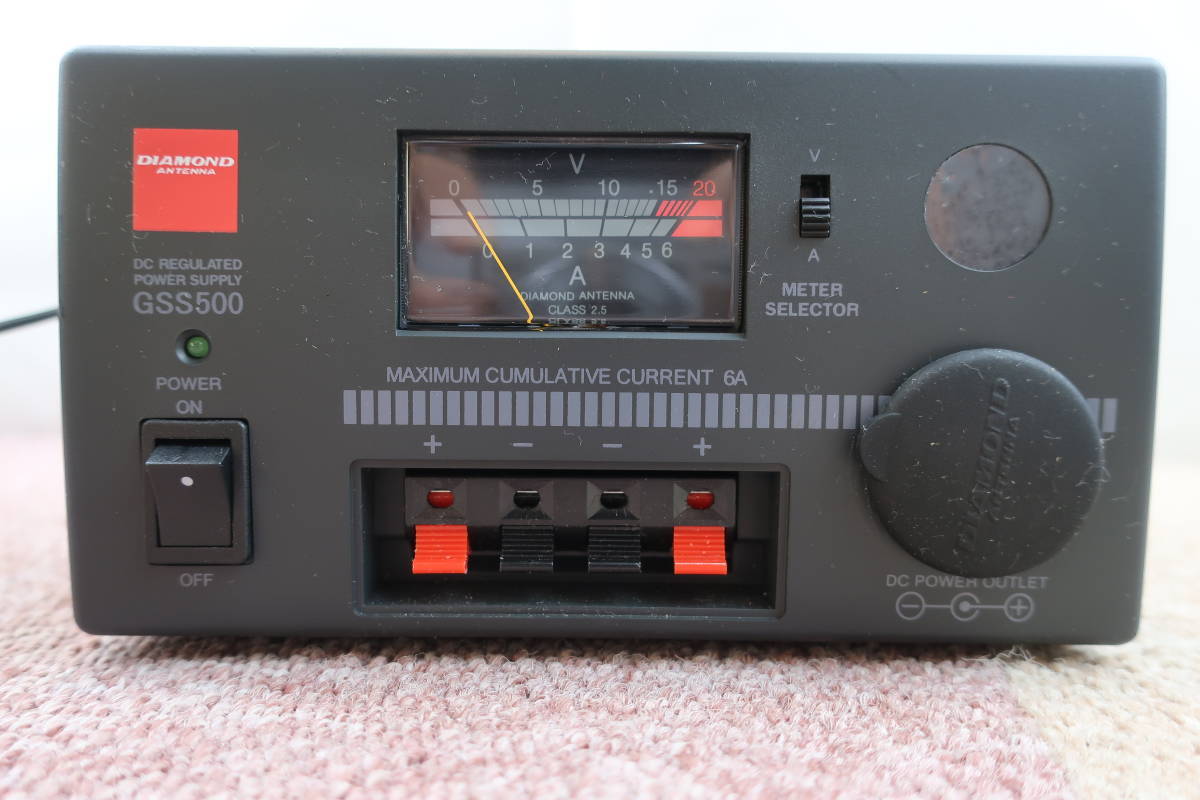 DIAMOND
ANTENNA
DC REGULATED
POWER SUPPLY
GSS500
POWER
ON
OFF
V
0 5 10 15 20
0 1 2 3 4 5 6
A
DIAMOND ANTENNA
CLASS 2.5
V
A
METER
SELECTOR
MAXIMUM CUMULATIVE CURRENT 6A
+ − − +
DIAMOND
ANTENNA
DC POWER OUTLET
− +